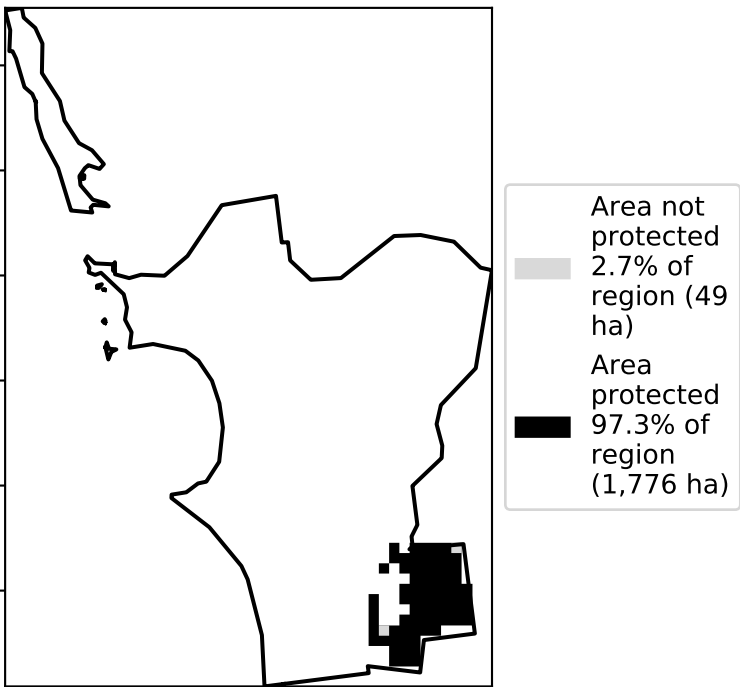 Area not
protected
2.7% of
region (49
ha)
Area
protected
97.3% of
region
(1,776 ha)